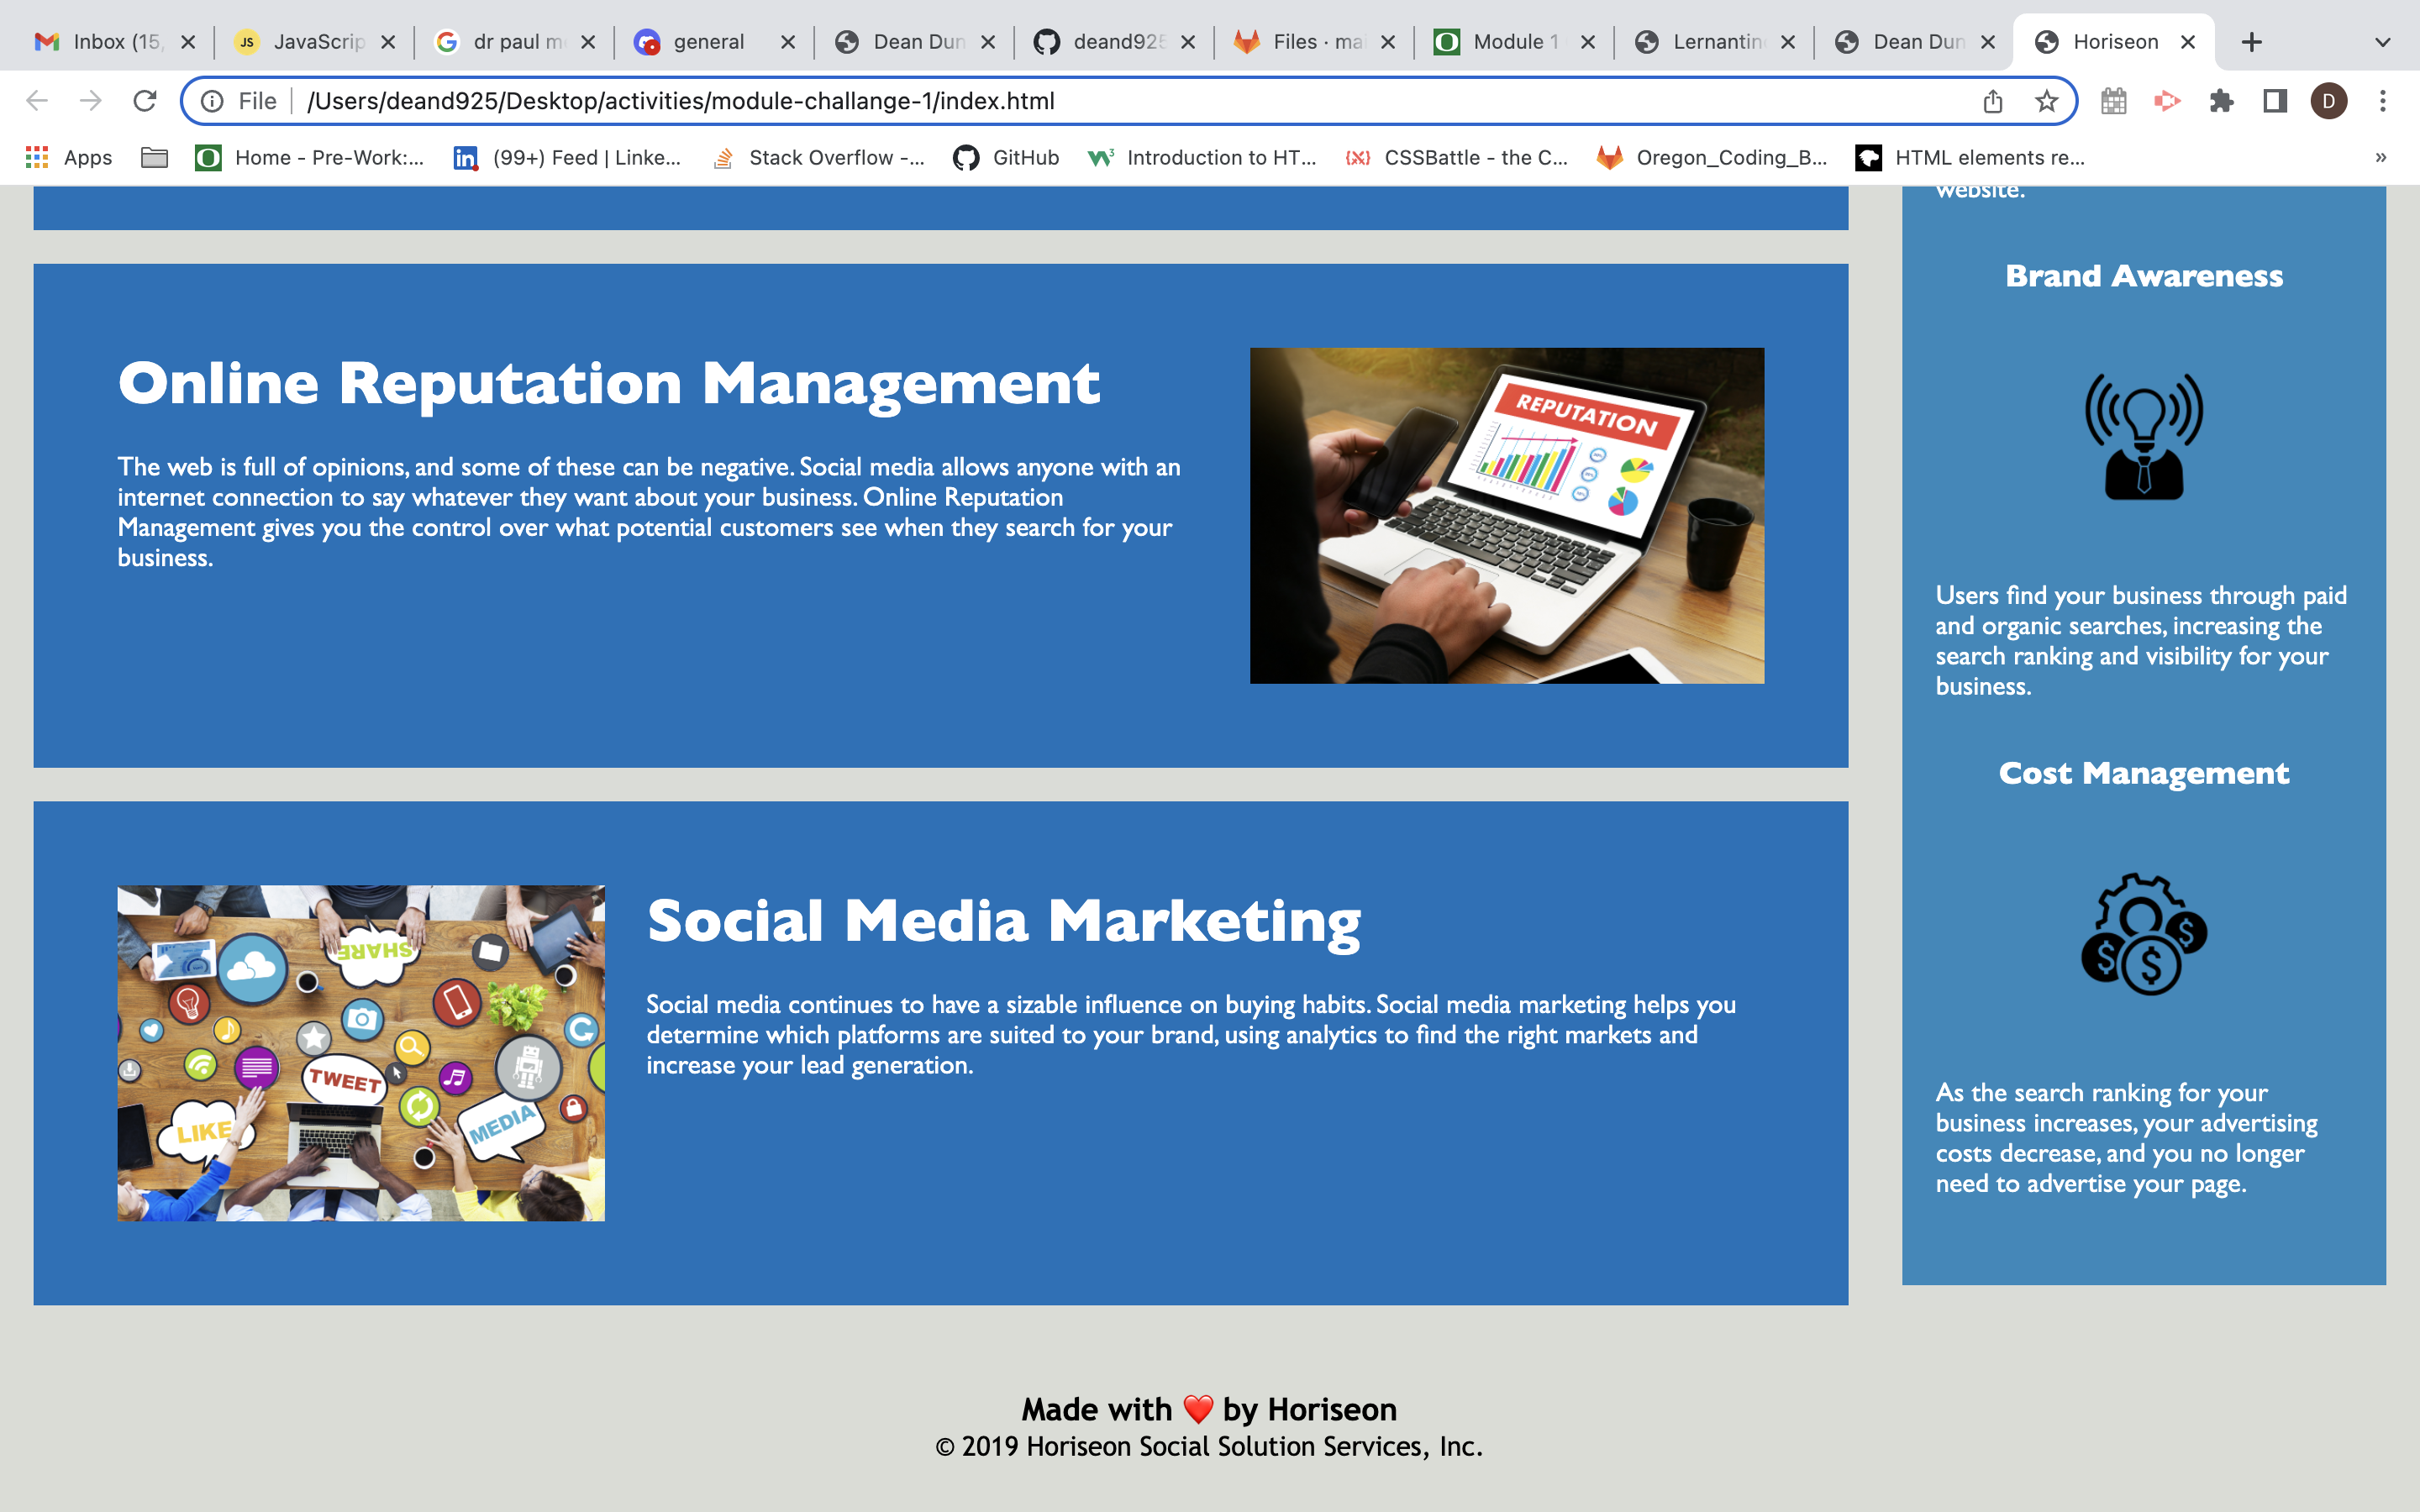 Inbox (15,
JavaScrip
dr paul m
general
Dean Dun
deand925
Files · mai
Module 1
Lernantin
Dean Dun
Horiseon
File
/Users/deand925/Desktop/activities/module-challange-1/index.html
D
Apps
Home - Pre-Work:...
(99+) Feed | Linke...
Stack Overflow -...
GitHub
Introduction to HT...
CSSBattle - the C...
Oregon_Coding_B...
HTML elements re...
»
website.
Online Reputation Management
The web is full of opinions, and some of these can be negative. Social media allows anyone with an
internet connection to say whatever they want about your business. Online Reputation
Management gives you the control over what potential customers see when they search for your
business.
REPUTATION
Social Media Marketing
Social media continues to have a sizable influence on buying habits. Social media marketing helps you
determine which platforms are suited to your brand, using analytics to find the right markets and
increase your lead generation.
SHARE
TWEET
LIKE
MEDIA
Brand Awareness
Users find your business through paid
and organic searches, increasing the
search ranking and visibility for your
business.
Cost Management
$ $ $
As the search ranking for your
business increases, your advertising
costs decrease, and you no longer
need to advertise your page.
Made with ❤️ by Horiseon
© 2019 Horiseon Social Solution Services, Inc.